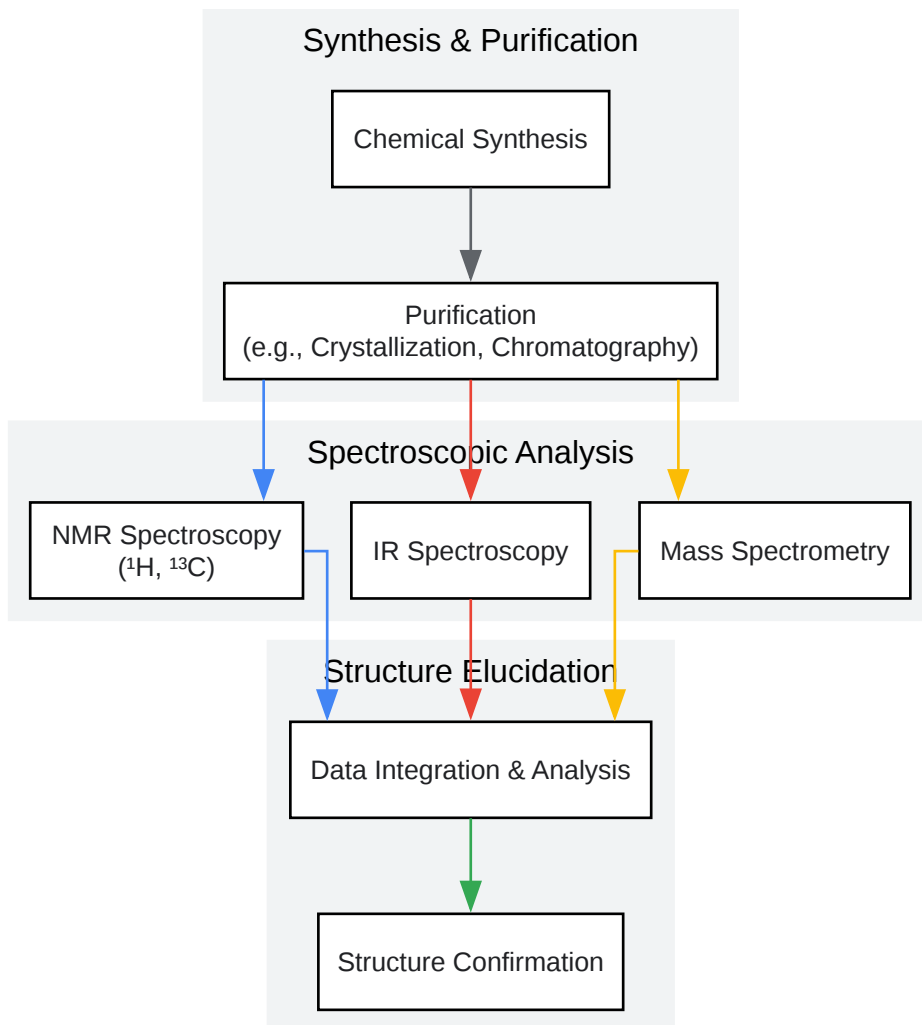 Synthesis & Purification
Chemical Synthesis
Purification
(e.g., Crystallization, Chromatography)
Spectroscopic Analysis
NMR Spectroscopy
(¹H, ¹³C)
IR Spectroscopy
Mass Spectrometry
Structure Elucidation
Data Integration & Analysis
Structure Confirmation